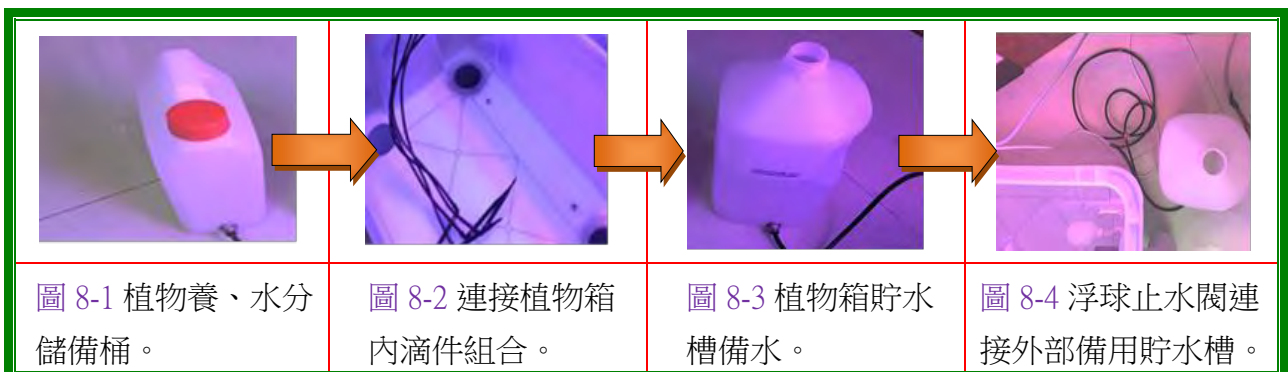 圖 8-1 植物養、水分
儲備桶。
圖 8-2 連接植物箱
內滴件組合。
圖 8-3 植物箱貯水
槽備水。
圖 8-4 浮球止水閥連
接外部備用貯水槽。